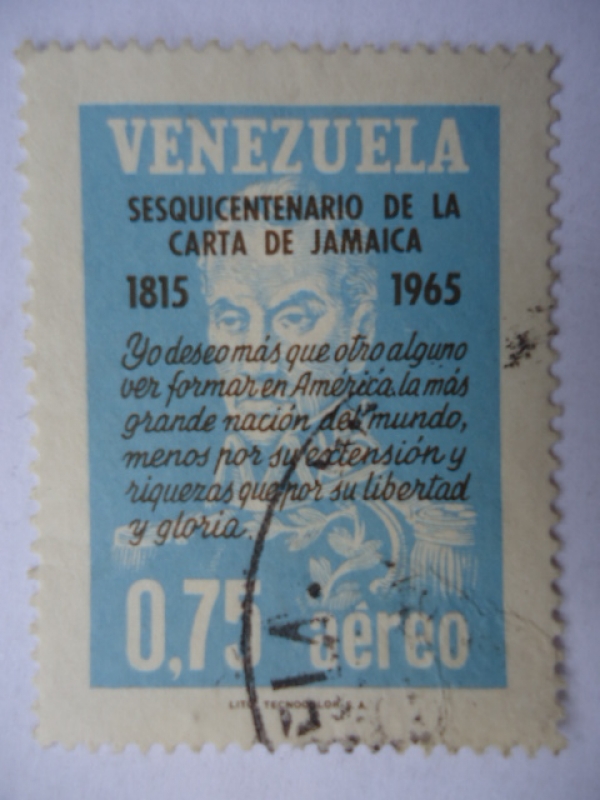 VENEZUELA
SESQUICENTENARIO DE LA
CARTA DE JAMAICA
1815 1965
Yo deseo más que otro alguno
ver formar en América, la más
grande nación del mundo,
menos por su extensión y
riquezas que por su libertad
y gloria.
0,75 aéreo
LIT. TECNOCOLOR S.A.